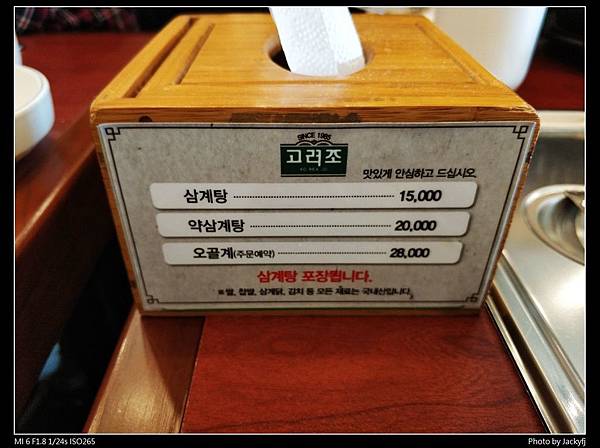 SINCE 1985
고려조
맛있게 안심하고 드십시오.
삼계탕 15,000
약삼계탕 20,000
오골계(주문예약) 28,000
삼계탕 포장됩니다.
※쌀, 찹쌀, 삼계닭, 김치 등 모든 재료는 국내산입니다.
MI 6 F1.8 1/24s ISO265
Photo by Jackyfj